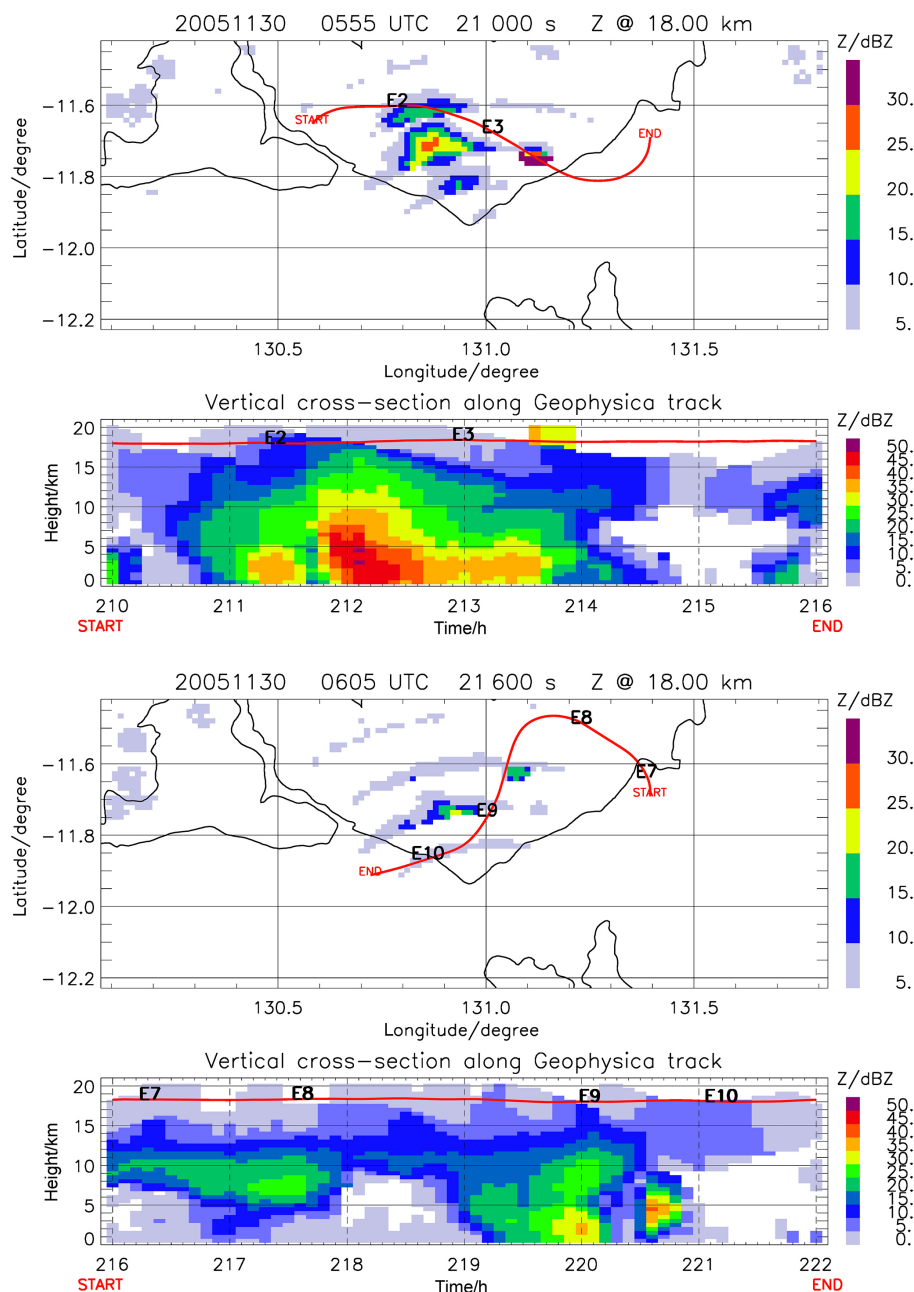 20051130 0555 UTC 21 000 s Z @ 18.00 km
Z/dBZ
30.
25.
20.
15.
10.
5.
Latitude/degree
−11.6
−11.8
−12.0
−12.2
START
E2
E3
END
130.5
131.0
131.5
Longitude/degree
Vertical cross−section along Geophysica track
Z/dBZ
50.
45.
40.
35.
30.
25.
20.
15.
10.
5.
0.
Height/km
20
15
10
5
0
E2
E3
210
211
212
213
214
215
216
START
Time/h
END
20051130 0605 UTC 21 600 s Z @ 18.00 km
Z/dBZ
30.
25.
20.
15.
10.
5.
Latitude/degree
−11.6
−11.8
−12.0
−12.2
E8
E7
START
E9
E10
END
130.5
131.0
131.5
Longitude/degree
Vertical cross−section along Geophysica track
Z/dBZ
50.
45.
40.
35.
30.
25.
20.
15.
10.
5.
0.
Height/km
20
15
10
5
0
E7
E8
E9
E10
216
217
218
219
220
221
222
START
Time/h
END